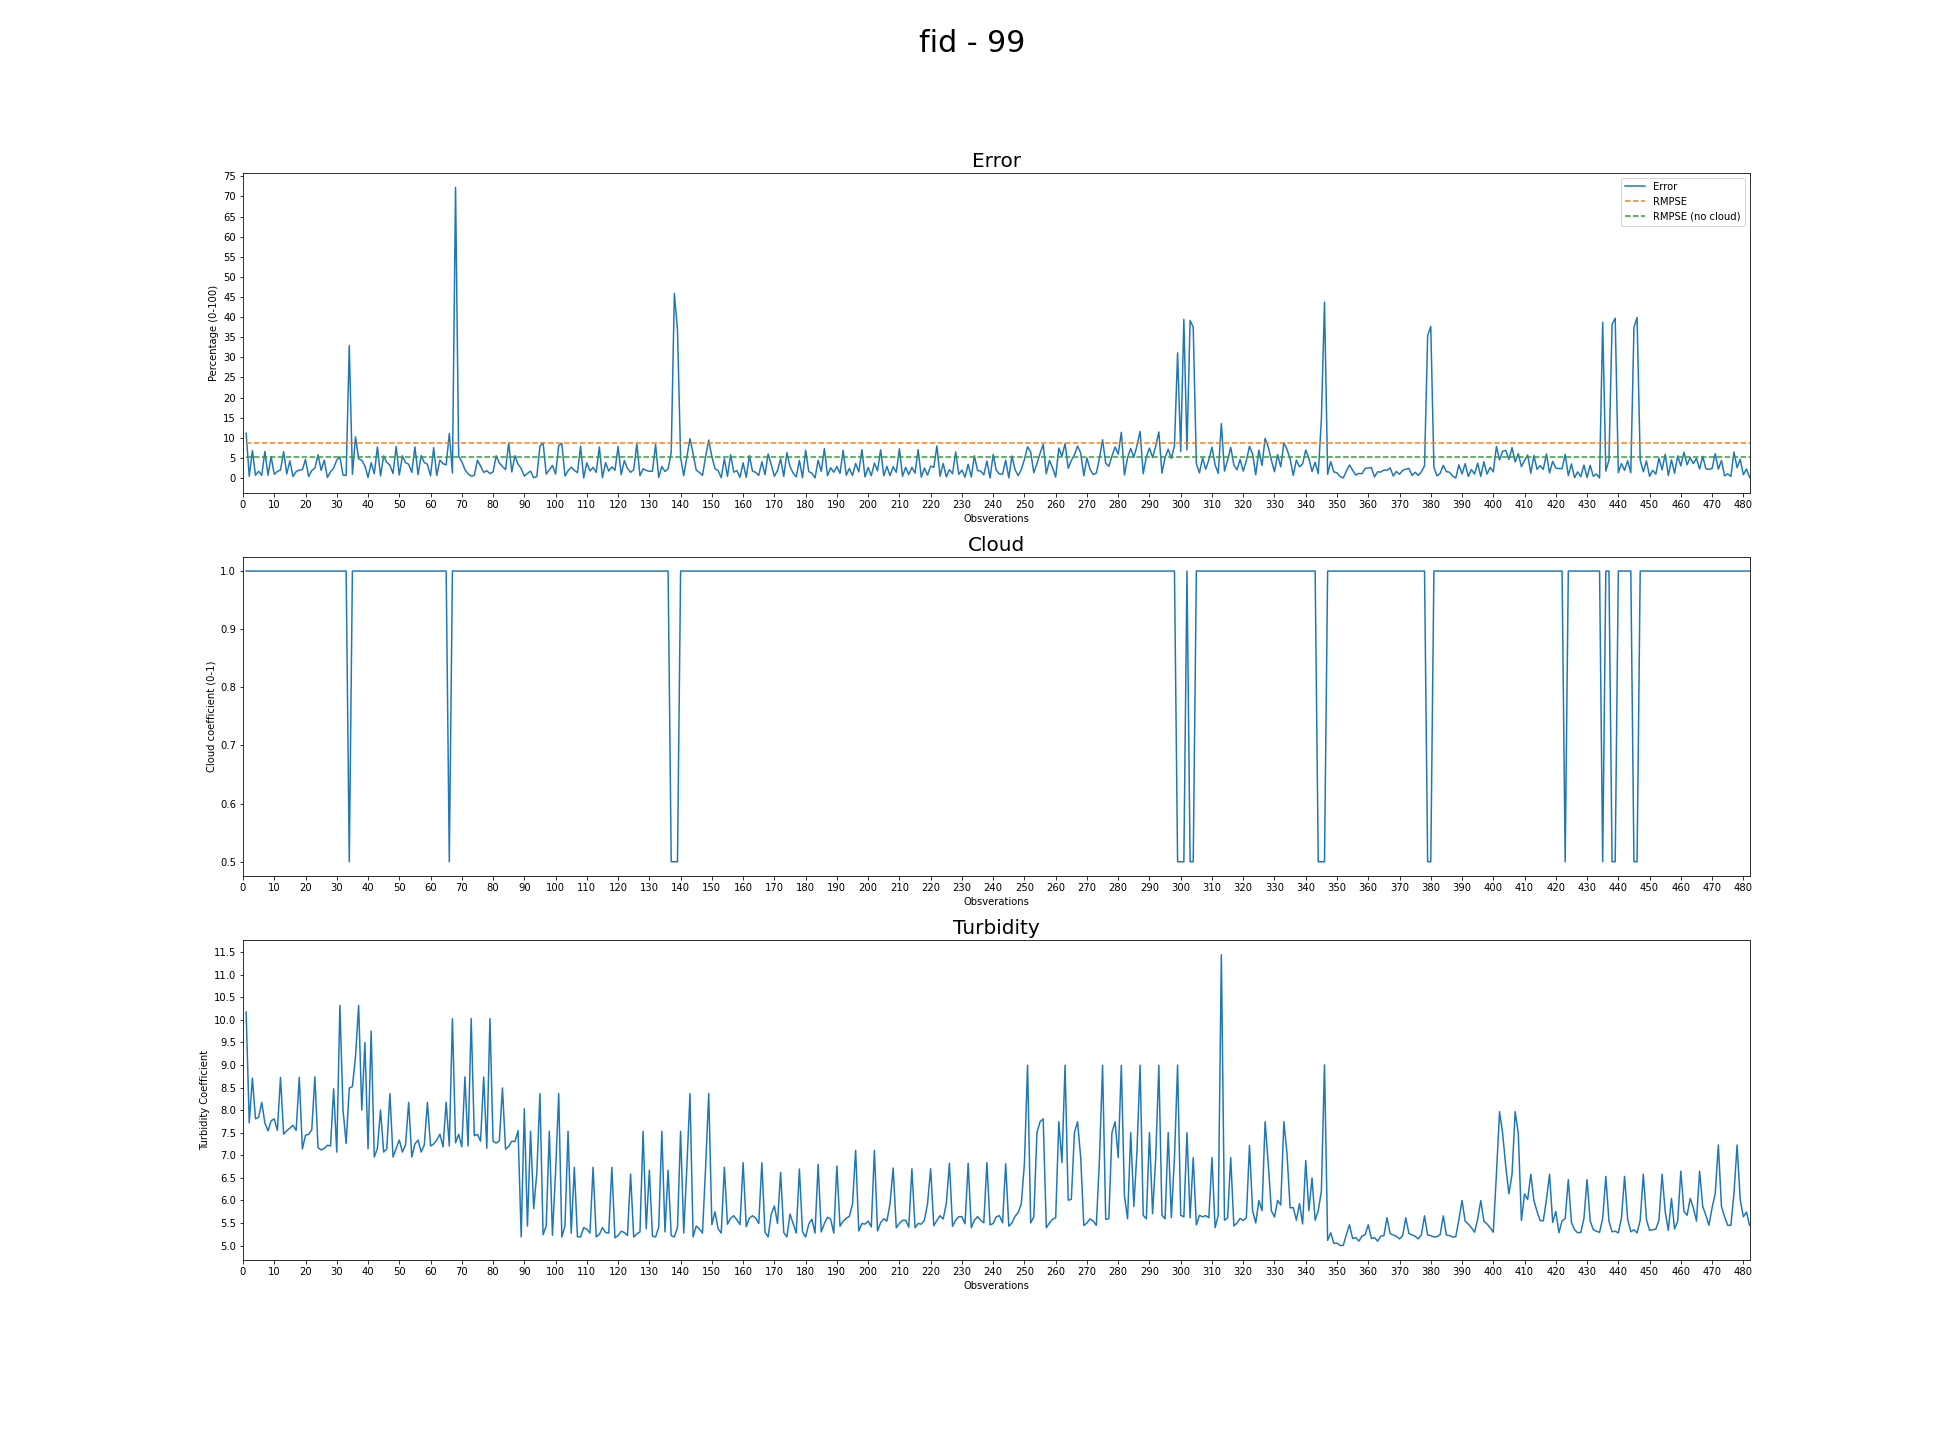 fid - 99
Error
75
70
65
60
55
50
45
40
35
30
25
20
15
10
5
0
Percentage (0-100)
Error
RMPSE
RMPSE (no cloud)
0 10 20 30 40 50 60 70 80 90 100 110 120 130 140 150 160 170 180 190 200 210 220 230 240 250 260 270 280 290 300 310 320 330 340 350 360 370 380 390 400 410 420 430 440 450 460 470 480
Obsverations
Cloud
1.0
0.9
0.8
0.7
0.6
0.5
Cloud coefficient (0-1)
0 10 20 30 40 50 60 70 80 90 100 110 120 130 140 150 160 170 180 190 200 210 220 230 240 250 260 270 280 290 300 310 320 330 340 350 360 370 380 390 400 410 420 430 440 450 460 470 480
Obsverations
Turbidity
11.5
11.0
10.5
10.0
9.5
9.0
8.5
8.0
7.5
7.0
6.5
6.0
5.5
5.0
Turbidity Coefficient
0 10 20 30 40 50 60 70 80 90 100 110 120 130 140 150 160 170 180 190 200 210 220 230 240 250 260 270 280 290 300 310 320 330 340 350 360 370 380 390 400 410 420 430 440 450 460 470 480
Obsverations